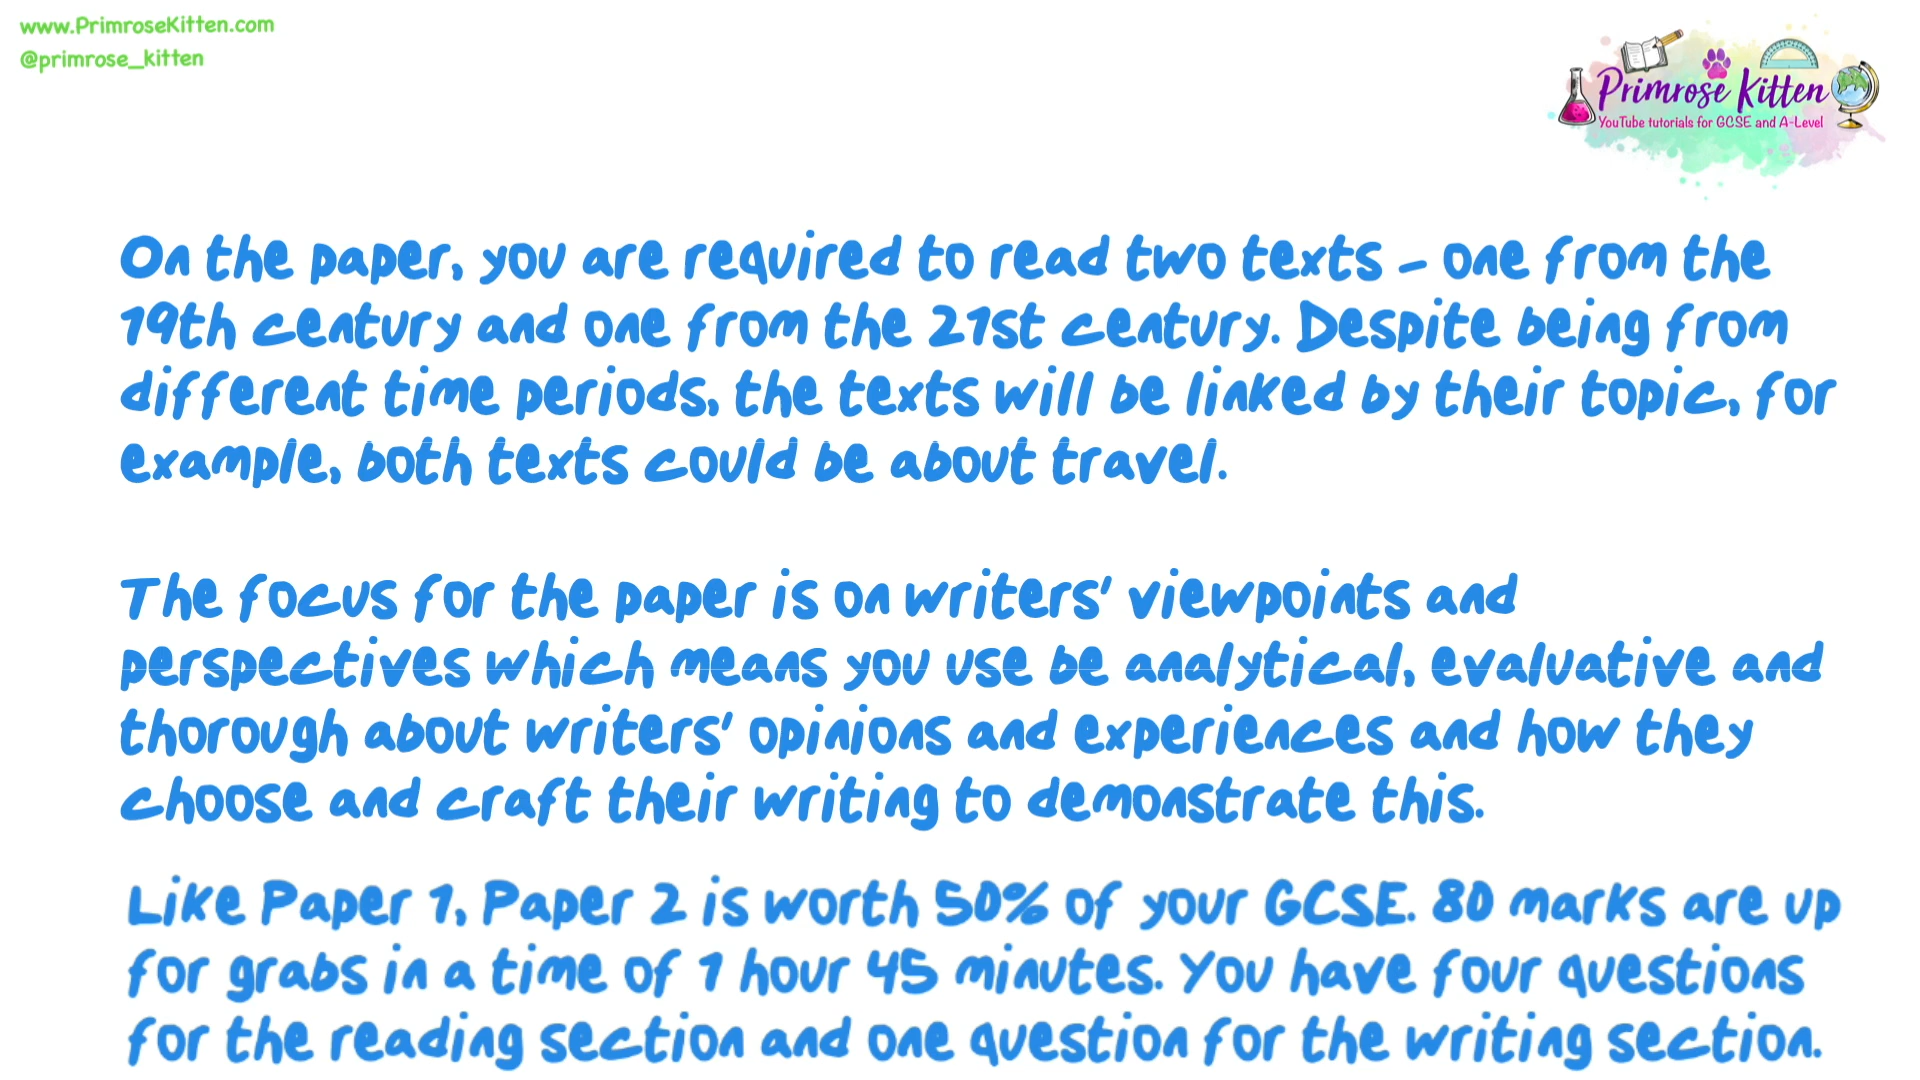 www.PrimroseKitten.com
@primrose_kitten
Primrose Kitten
YouTube tutorials for GCSE and A-Level
On the paper, you are required to read two texts – one from the
19th century and one from the 21st century. Despite being from
different time periods, the texts will be linked by their topic, for
example, both texts could be about travel.
The focus for the paper is on writers' viewpoints and
perspectives which means you use be analytical, evaluative and
thorough about writers' opinions and experiences and how they
choose and craft their writing to demonstrate this.
Like Paper 1, Paper 2 is worth 50% of your GCSE. 80 marks are up
for grabs in a time of 1 hour 45 minutes. You have four questions
for the reading section and one question for the writing section.